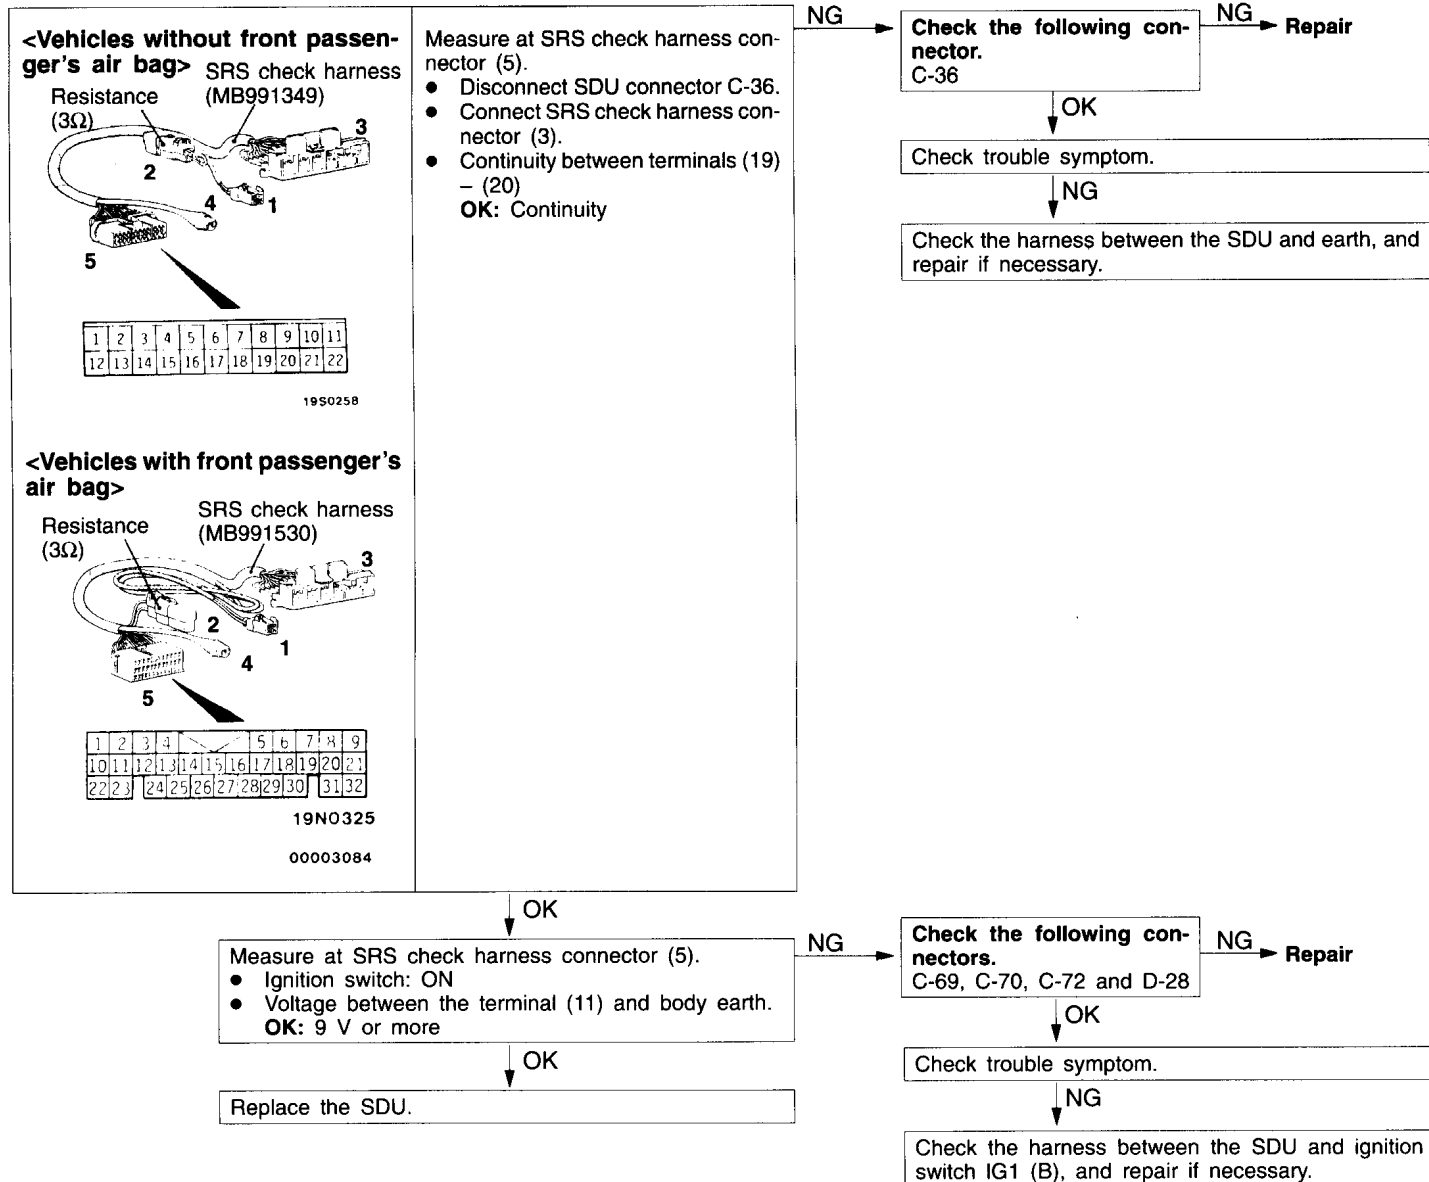 <Vehicles without front passen-
ger's air bag>
SRS check harness
(MB991349)
Resistance
(3Ω)
3
2
4
1
5
1 2 3 4 5 6 7 8 9 10 11
12 13 14 15 16 17 18 19 20 21 22
19S0258
<Vehicles with front passenger's
air bag>
SRS check harness
(MB991530)
Resistance
(3Ω)
3
2
1
4
5
1 2 3 4 5 6 7 8 9
10 11 12 13 14 15 16 17 18 19 20 21
22 23 24 25 26 27 28 29 30 31 32
19N0325
00003084
Measure at SRS check harness con-
nector (5).
● Disconnect SDU connector C-36.
● Connect SRS check harness con-
nector (3).
● Continuity between terminals (19)
– (20)
OK: Continuity
NG
Check the following con-
nector.
C-36
NG
Repair
OK
Check trouble symptom.
NG
Check the harness between the SDU and earth, and
repair if necessary.
OK
Measure at SRS check harness connector (5).
● Ignition switch: ON
● Voltage between the terminal (11) and body earth.
OK: 9 V or more
OK
Replace the SDU.
NG
Check the following con-
nectors.
C-69, C-70, C-72 and D-28
NG
Repair
OK
Check trouble symptom.
NG
Check the harness between the SDU and ignition
switch IG1 (B), and repair if necessary.